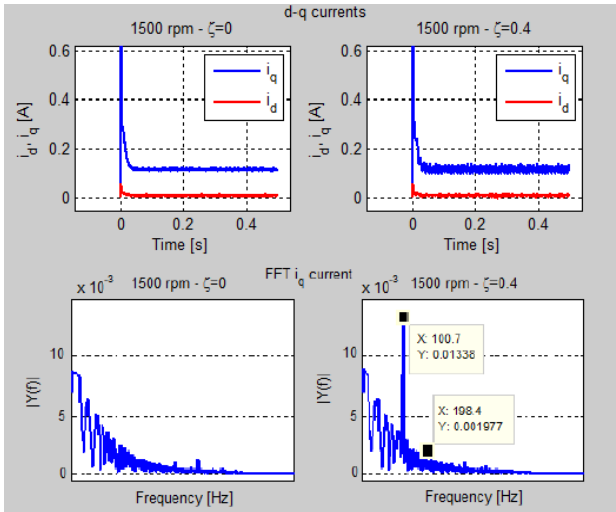 d-q currents
1500 rpm - ζ=0
1500 rpm - ζ=0.4
0.6
0.4
0.2
0
i_d, i_q [A]
i_q
i_d
0
0.2
0.4
Time [s]
0.6
0.4
0.2
0
i_d, i_q [A]
i_q
i_d
0
0.2
0.4
Time [s]
FFT i_q current
x 10^-3
1500 rpm - ζ=0
x 10^-3
1500 rpm - ζ=0.4
10
5
0
|Y(f)|
Frequency [Hz]
10
5
0
|Y(f)|
X: 100.7
Y: 0.01338
X: 198.4
Y: 0.001977
Frequency [Hz]